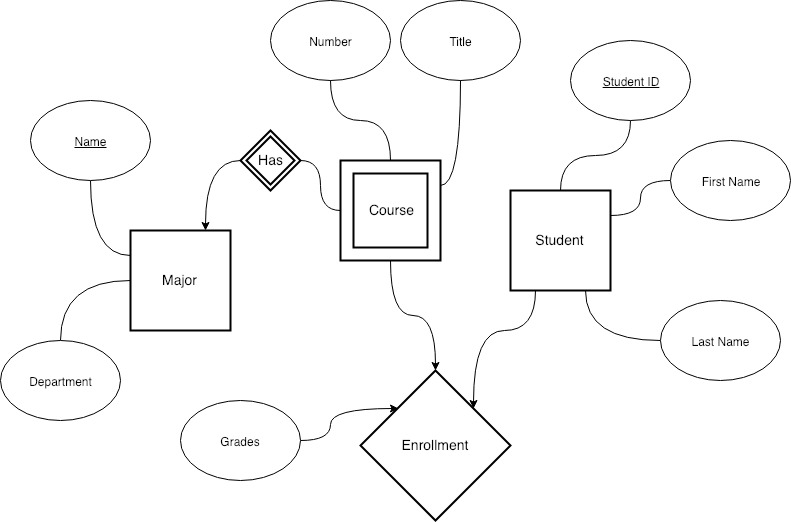 Number
Title
Student ID
Name
Has
First Name
Course
Student
Major
Last Name
Department
Grades
Enrollment